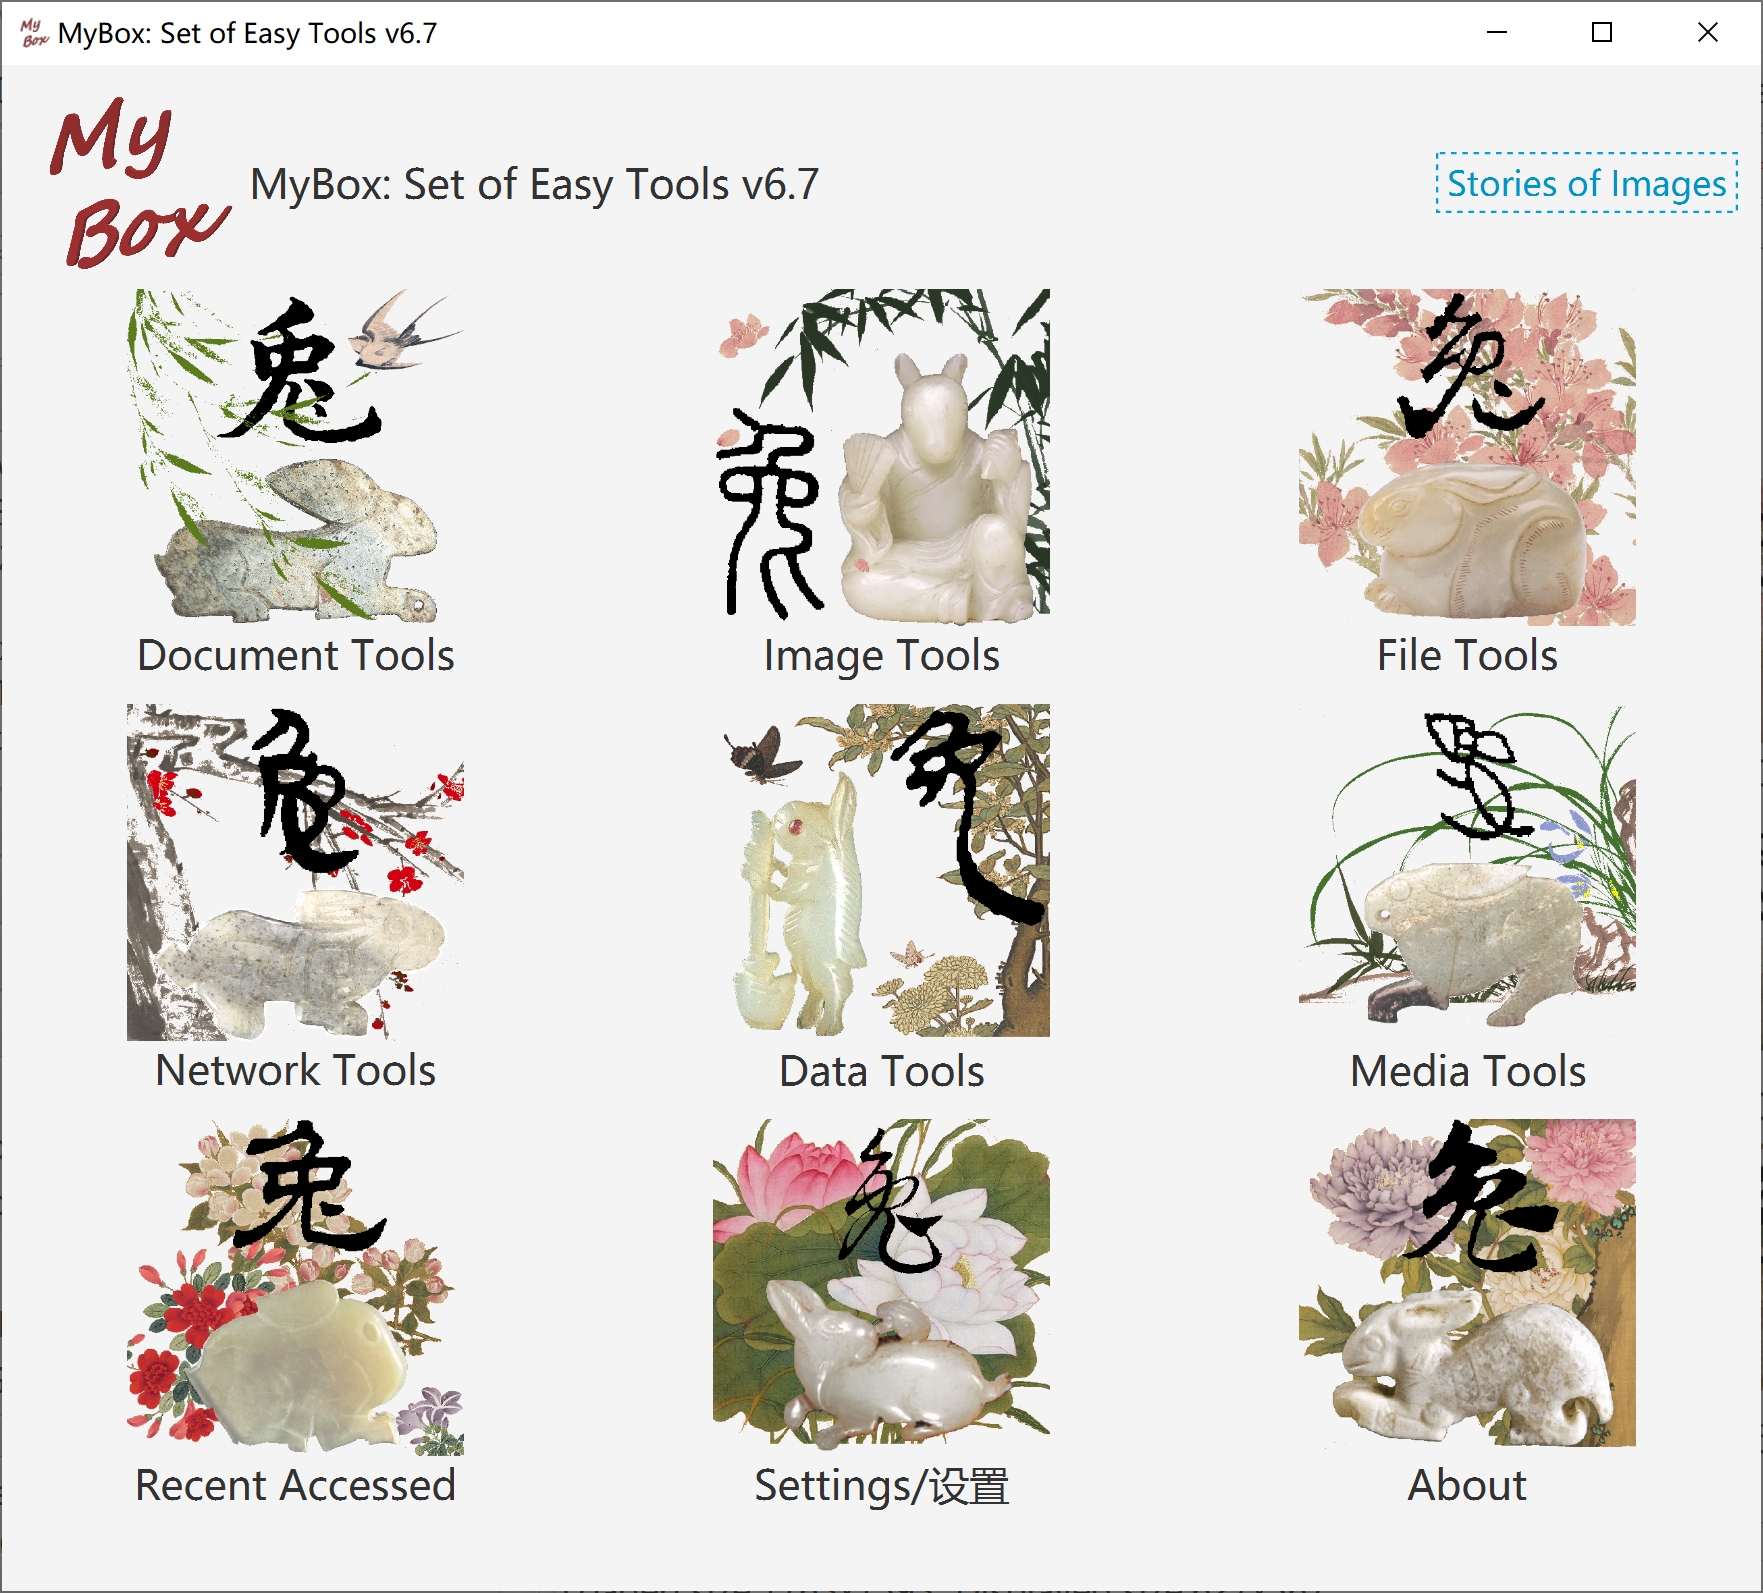 My Box MyBox: Set of Easy Tools v6.7
My
Box
MyBox: Set of Easy Tools v6.7
Stories of Images
兔
兔
兔
Document Tools
Image Tools
File Tools
兔
兔
Network Tools
Data Tools
Media Tools
兔
兔
兔
Recent Accessed
Settings/设置
About